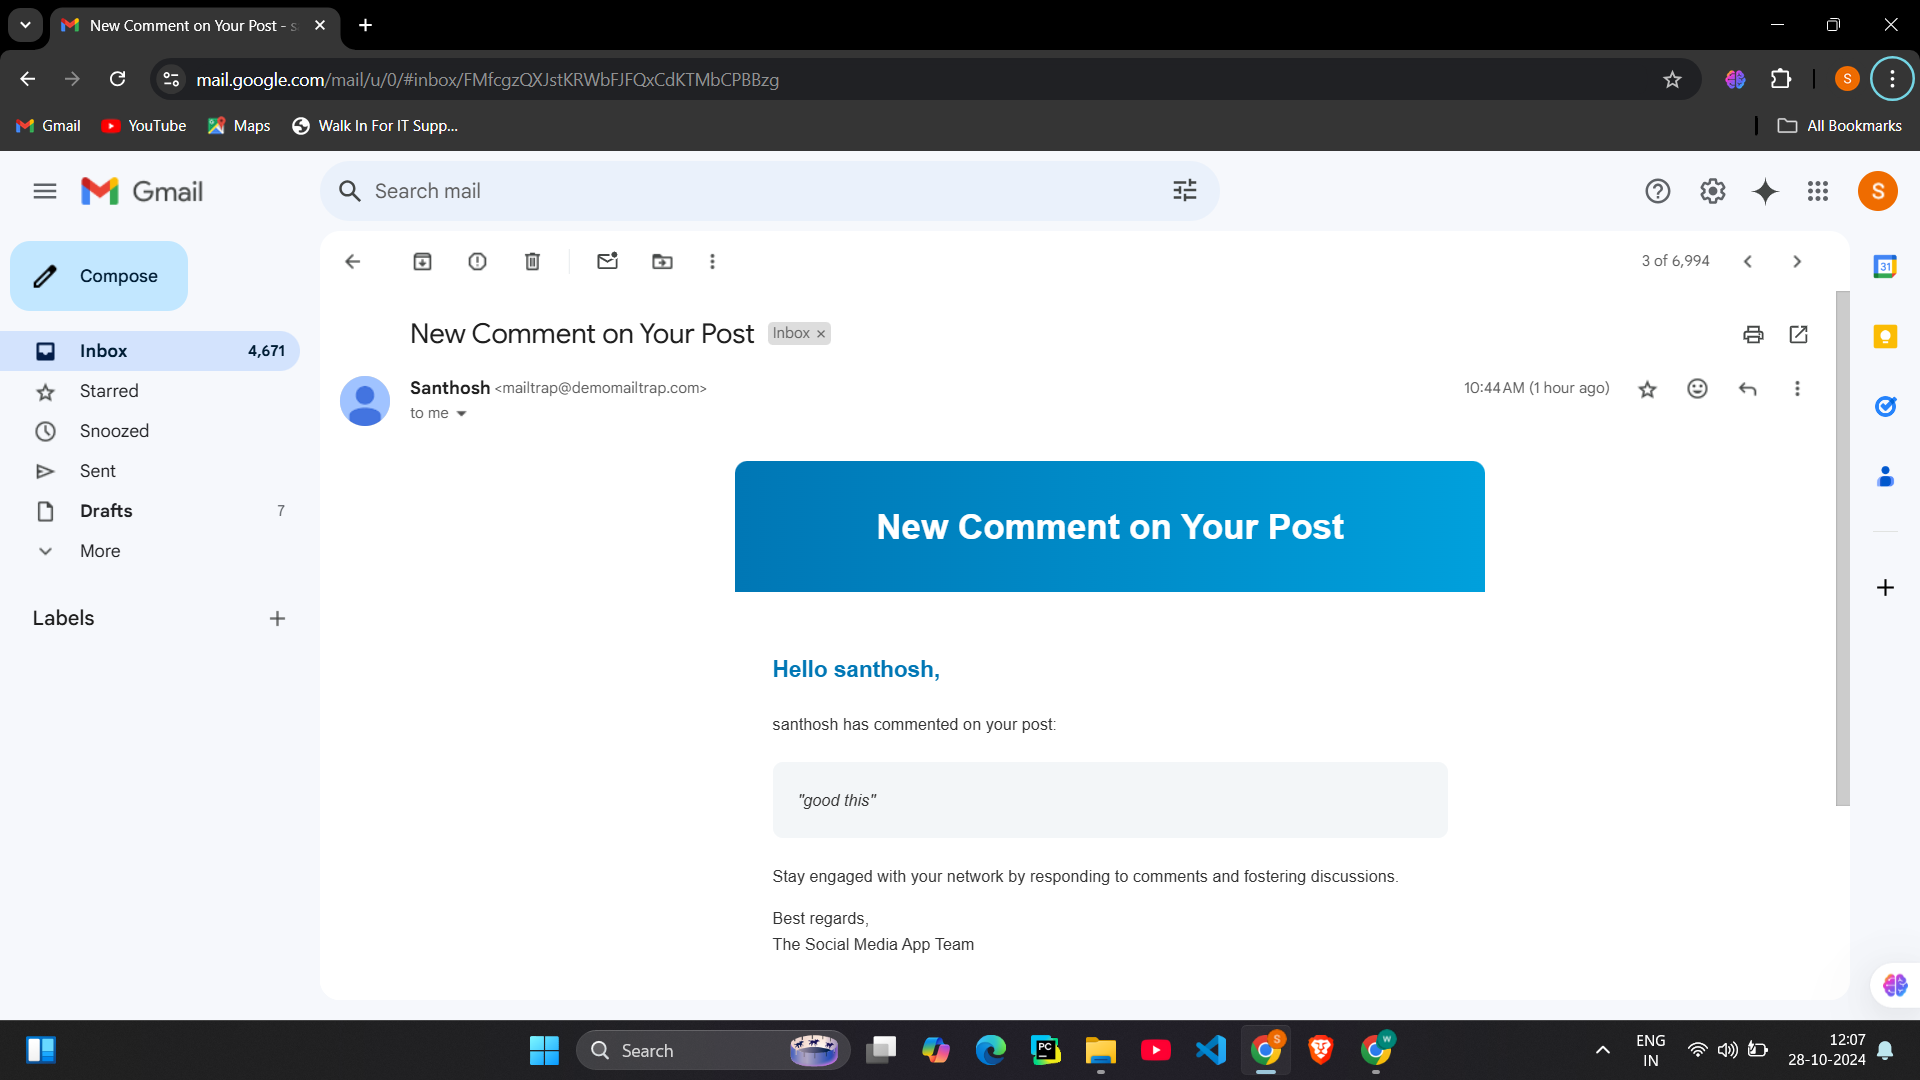 New Comment on Your Post - s
mail.google.com/mail/u/0/#inbox/FMfcgzQXJstKRWbFJFQxCdKTMbCPBBzg
S
Gmail
YouTube
Maps
Walk In For IT Supp...
All Bookmarks
Gmail
Search mail
S
Compose
3 of 6,994
31
Inbox 4,671
Starred
Snoozed
Sent
Drafts 7
More
Labels
New Comment on Your Post
Inbox ×
Santhosh <mailtrap@demomailtrap.com>
10:44 AM (1 hour ago)
to me
New Comment on Your Post
Hello santhosh,
santhosh has commented on your post:
"good this"
Stay engaged with your network by responding to comments and fostering discussions.
Best regards,
The Social Media App Team
Search
PC
S
W
ENG
IN
12:07
28-10-2024